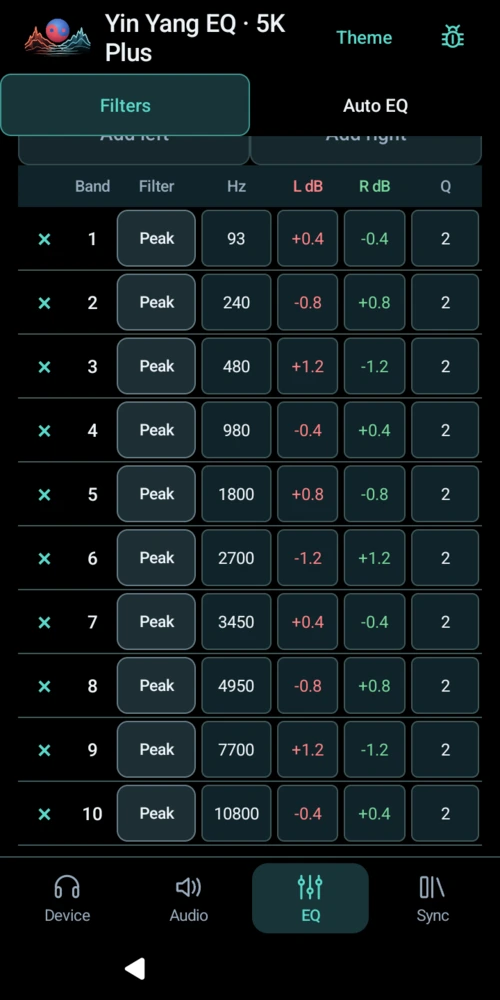 Yin Yang EQ · 5K
Plus
Theme
Filters
Auto EQ
Add left
Add right
Band Filter Hz L dB R dB Q
× 1 Peak 93 +0.4 -0.4 2
× 2 Peak 240 -0.8 +0.8 2
× 3 Peak 480 +1.2 -1.2 2
× 4 Peak 980 -0.4 +0.4 2
× 5 Peak 1800 +0.8 -0.8 2
× 6 Peak 2700 -1.2 +1.2 2
× 7 Peak 3450 +0.4 -0.4 2
× 8 Peak 4950 -0.8 +0.8 2
× 9 Peak 7700 +1.2 -1.2 2
× 10 Peak 10800 -0.4 +0.4 2
Device Audio EQ Sync